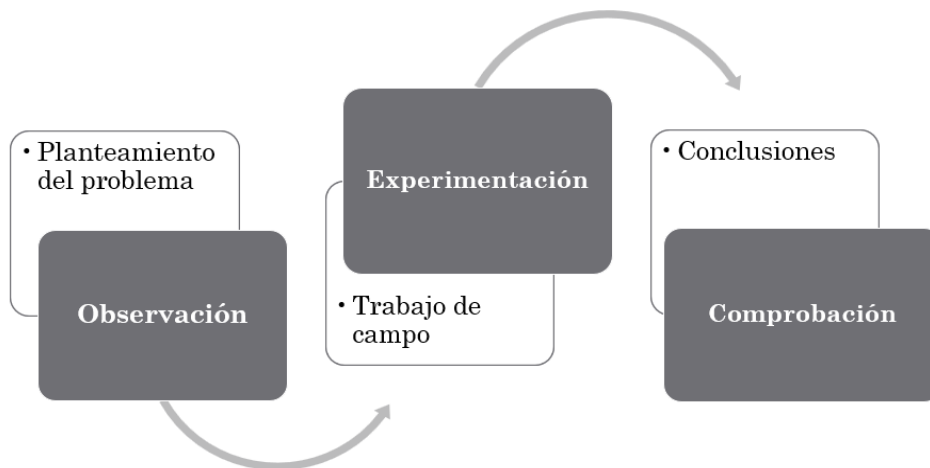 • Planteamiento
del problema
Observación
Experimentación
• Trabajo de
campo
• Conclusiones
Comprobación